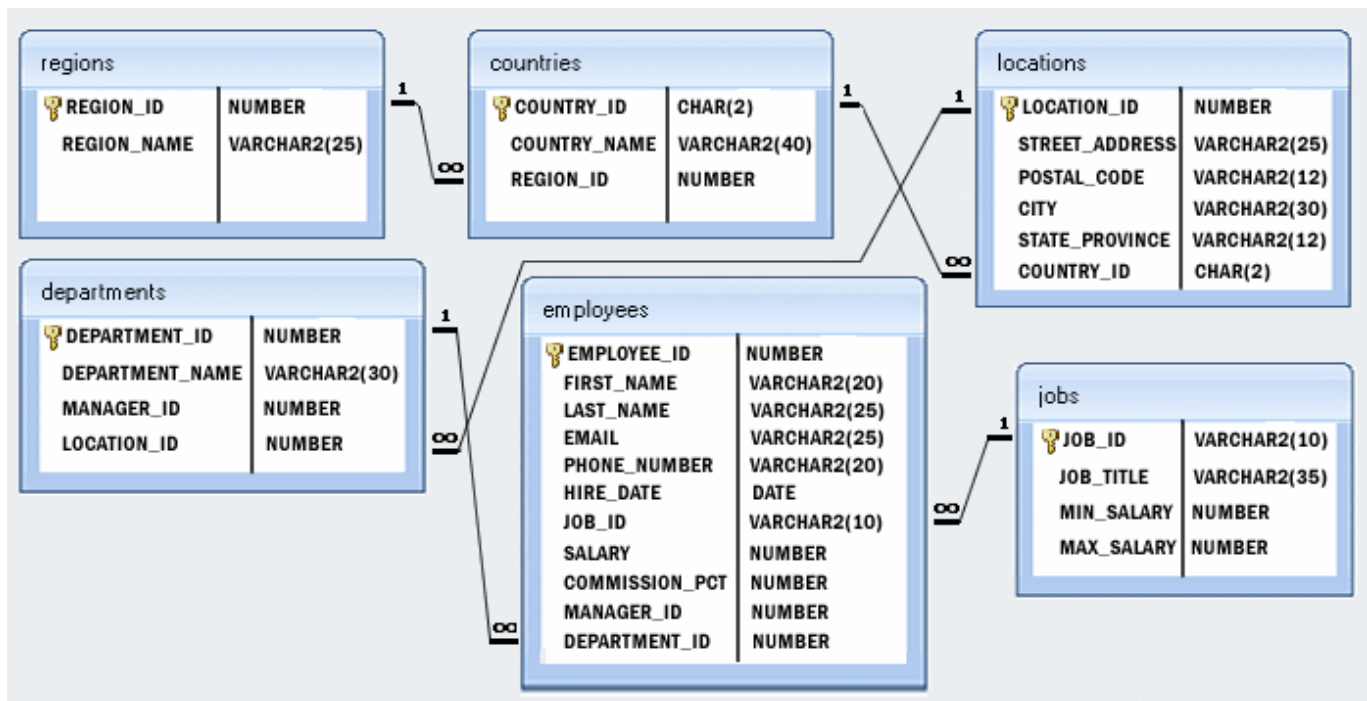 regions
REGION_ID NUMBER
REGION_NAME VARCHAR2(25)
1
∞
countries
COUNTRY_ID CHAR(2)
COUNTRY_NAME VARCHAR2(40)
REGION_ID NUMBER
1
∞
locations
LOCATION_ID NUMBER
STREET_ADDRESS VARCHAR2(25)
POSTAL_CODE VARCHAR2(12)
CITY VARCHAR2(30)
STATE_PROVINCE VARCHAR2(12)
COUNTRY_ID CHAR(2)
1
∞
departments
DEPARTMENT_ID NUMBER
DEPARTMENT_NAME VARCHAR2(30)
MANAGER_ID NUMBER
LOCATION_ID NUMBER
1
∞
employees
EMPLOYEE_ID NUMBER
FIRST_NAME VARCHAR2(20)
LAST_NAME VARCHAR2(25)
EMAIL VARCHAR2(25)
PHONE_NUMBER VARCHAR2(20)
HIRE_DATE DATE
JOB_ID VARCHAR2(10)
SALARY NUMBER
COMMISSION_PCT NUMBER
MANAGER_ID NUMBER
DEPARTMENT_ID NUMBER
∞
1
jobs
JOB_ID VARCHAR2(10)
JOB_TITLE VARCHAR2(35)
MIN_SALARY NUMBER
MAX_SALARY NUMBER